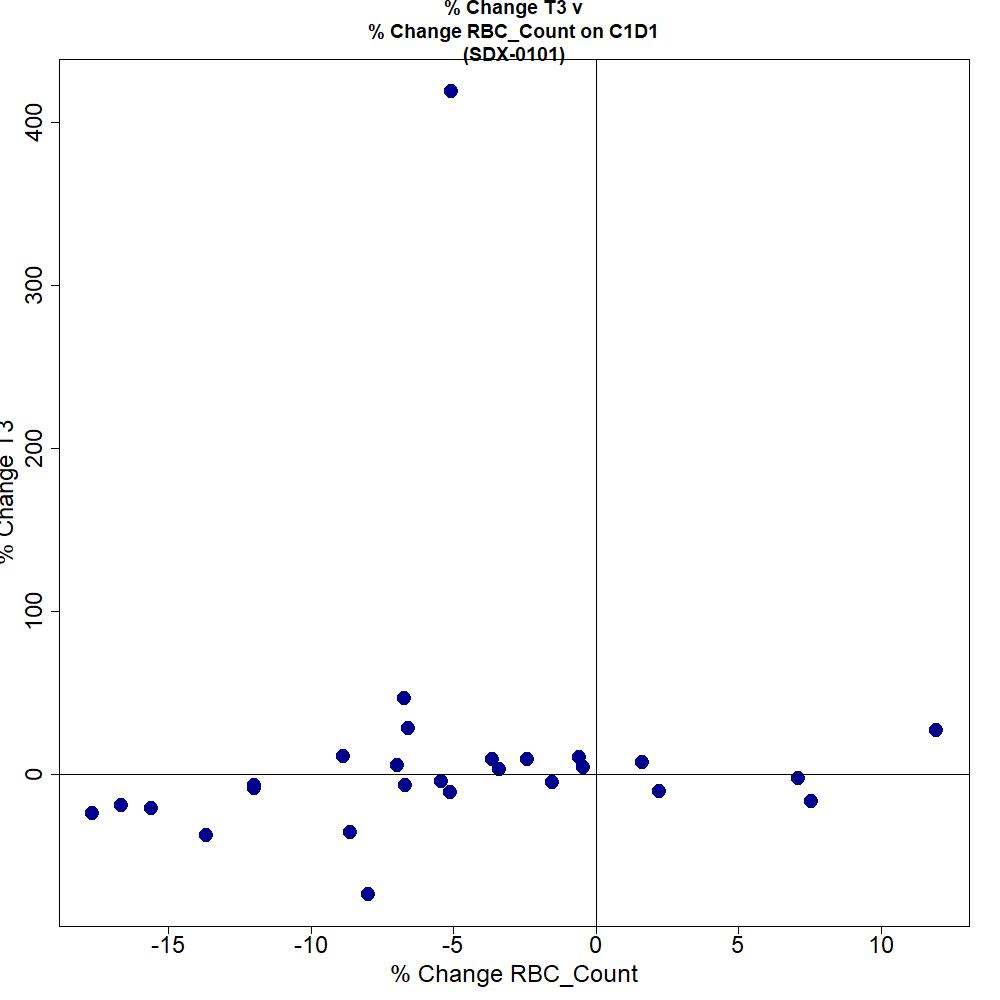 % Change T3 v
% Change RBC_Count on C1D1
(SDX-0101)
400
300
200
100
0
% Change T3
-15
-10
-5
0
5
10
% Change RBC_Count